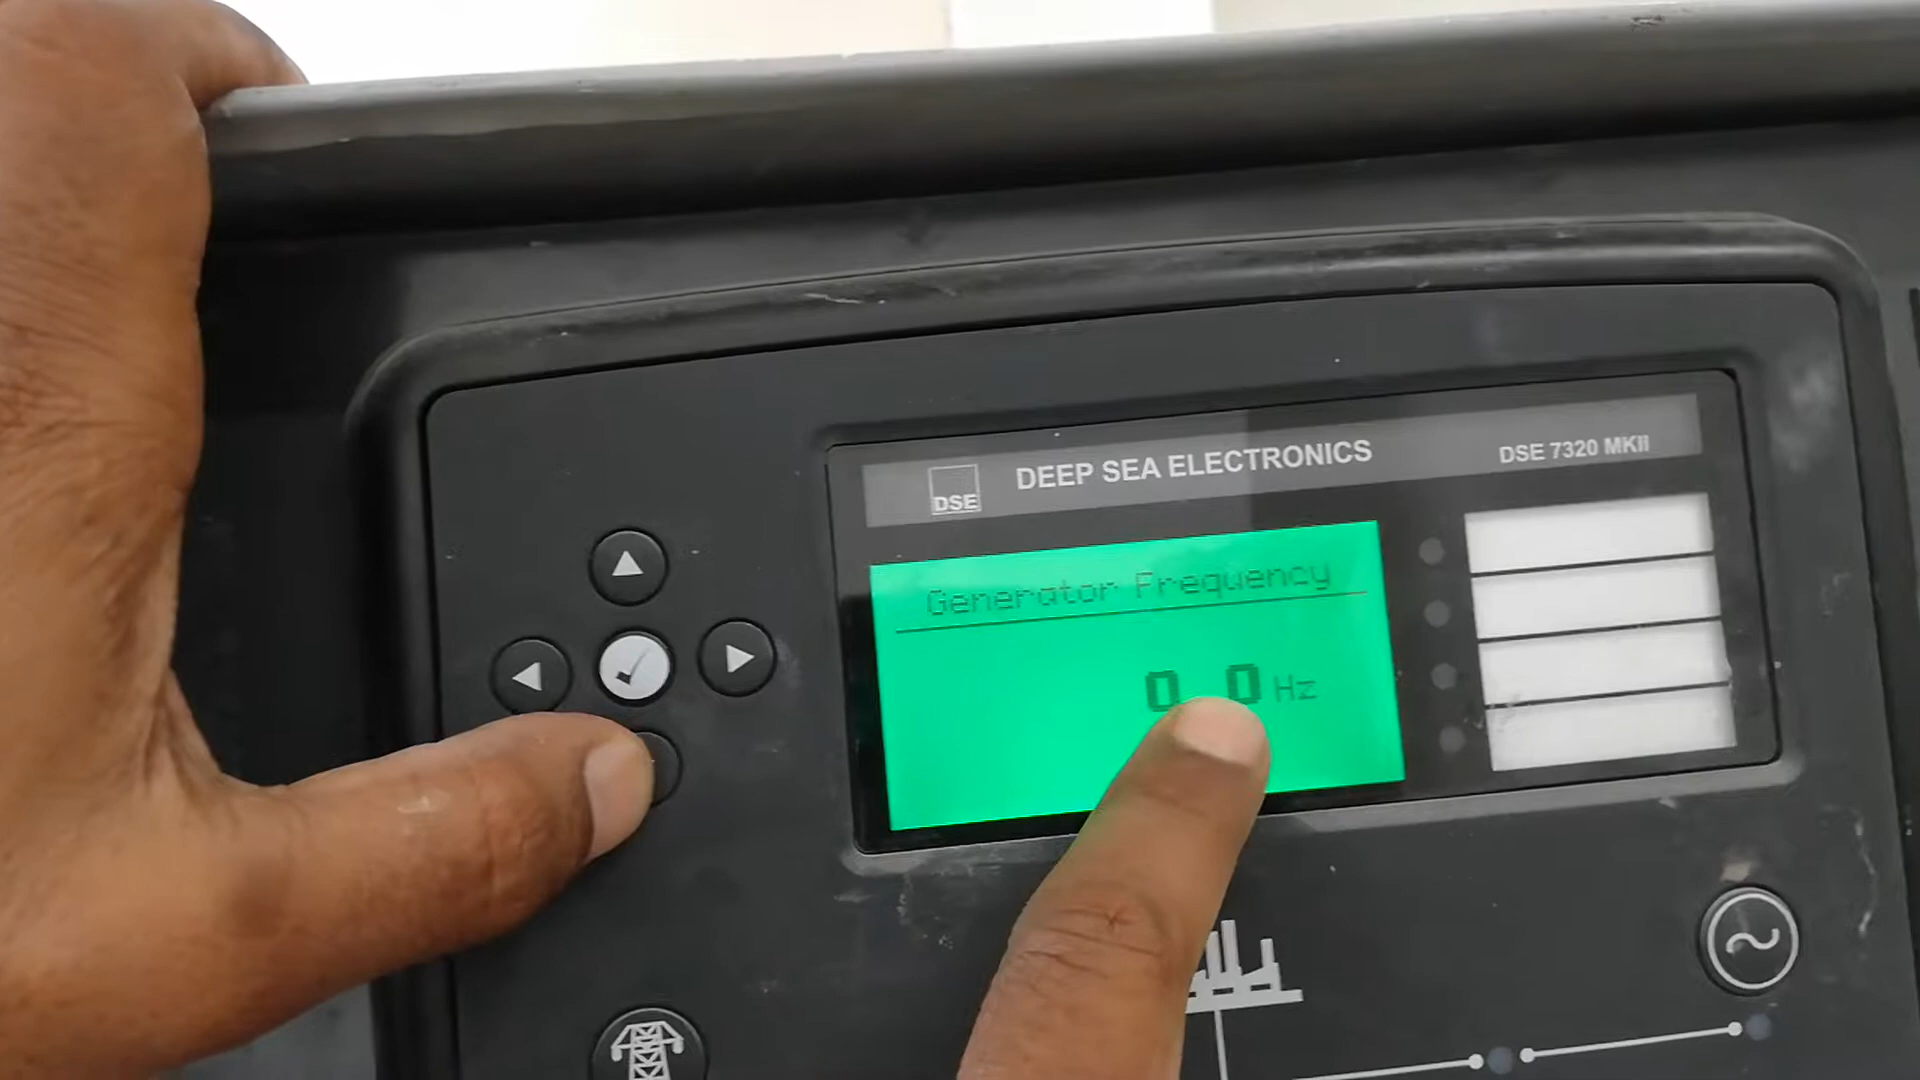 DSE
DEEP SEA ELECTRONICS
DSE 7320 MKII
Generator Frequency
0.0 Hz